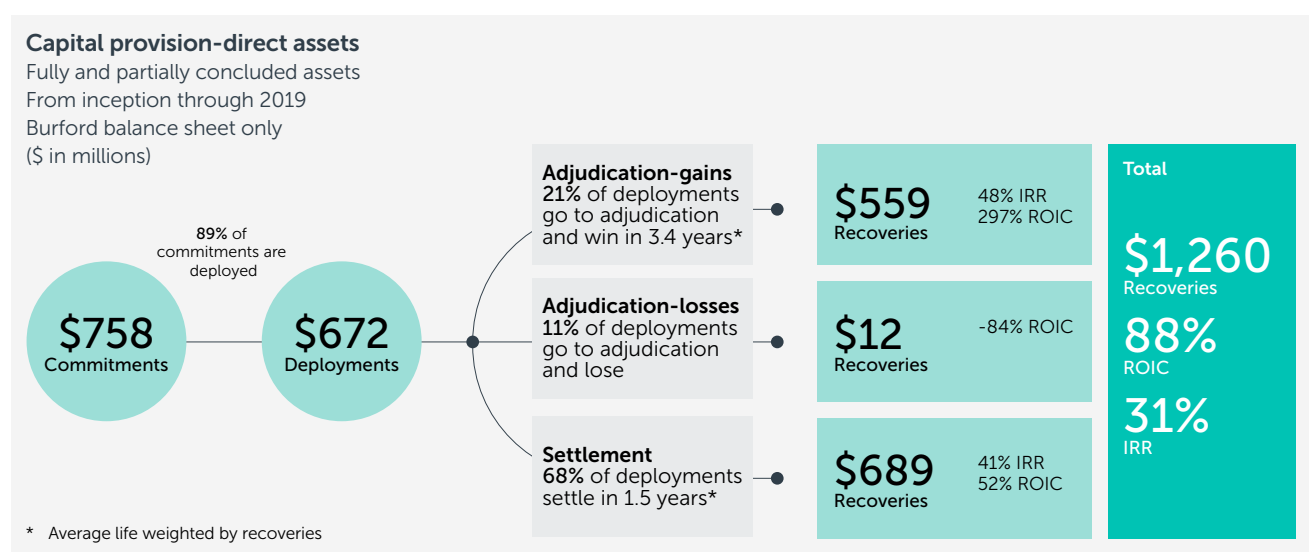 Capital provision-direct assets
Fully and partially concluded assets
From inception through 2019
Burford balance sheet only
($ in millions)
89% of
commitments are
deployed
$758
Commitments
$672
Deployments
Adjudication-gains
21% of deployments
go to adjudication
and win in 3.4 years*
$559
Recoveries
48% IRR
297% ROIC
Adjudication-losses
11% of deployments
go to adjudication
and lose
$12
Recoveries
-84% ROIC
Settlement
68% of deployments
settle in 1.5 years*
$689
Recoveries
41% IRR
52% ROIC
Total
$1,260
Recoveries
88%
ROIC
31%
IRR
* Average life weighted by recoveries